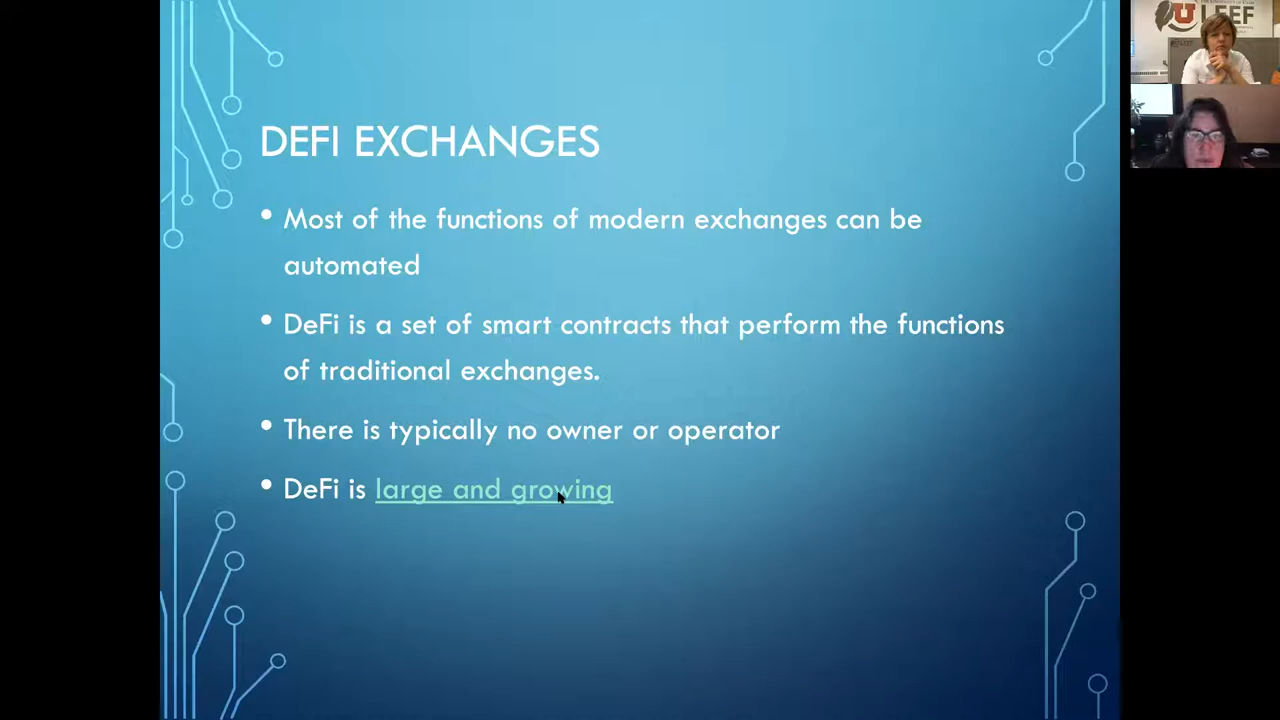 DEFI EXCHANGES
• Most of the functions of modern exchanges can be
automated
• DeFi is a set of smart contracts that perform the functions
of traditional exchanges.
• There is typically no owner or operator
• DeFi is large and growing
U LEEF